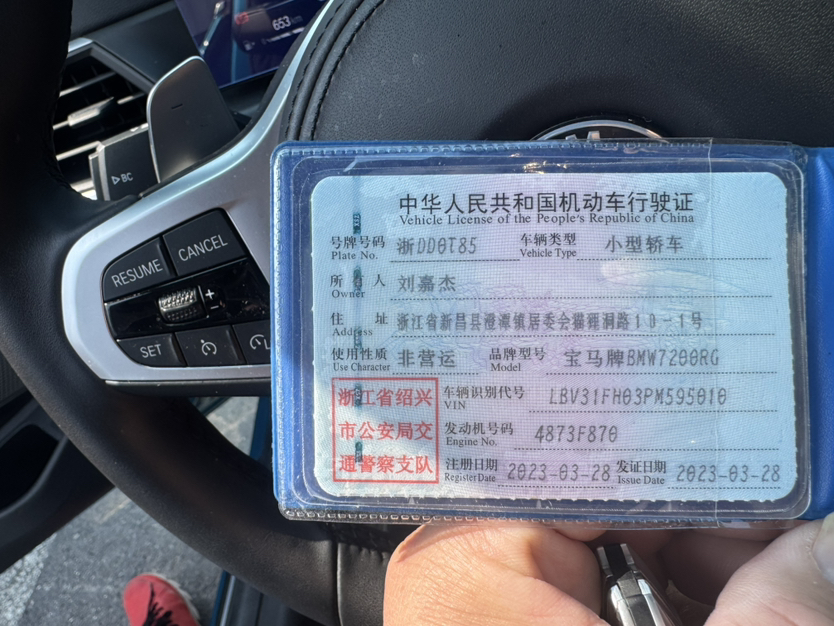 653km
BC
RESUME
CANCEL
+
-
SET
中华人民共和国机动车行驶证
Vehicle License of the People's Republic of China
号牌号码 浙DD0T85 车辆类型 小型轿车
Plate No. Vehicle Type
所有人 刘嘉杰
Owner
住址 浙江省新昌县澄潭镇居委会猫狸洞路10-1号
Address
使用性质 非营运 品牌型号 宝马牌BMW7200RG
Use Character Model
浙江省绍兴
市公安局交
通警察支队
车辆识别代号 LBV31FH03PM595010
VIN
发动机号码 4873F870
Engine No.
注册日期 2023-03-28 发证日期 2023-03-28
Register Date Issue Date